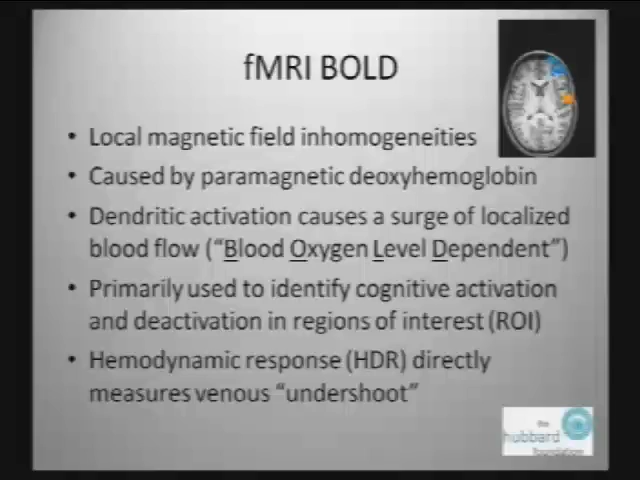 fMRI BOLD
• Local magnetic field inhomogeneities
• Caused by paramagnetic deoxyhemoglobin
• Dendritic activation causes a surge of localized
blood flow (“Blood Oxygen Level Dependent”)
• Primarily used to identify cognitive activation
and deactivation in regions of interest (ROI)
• Hemodynamic response (HDR) directly
measures venous “undershoot”
the
hubbard
foundation